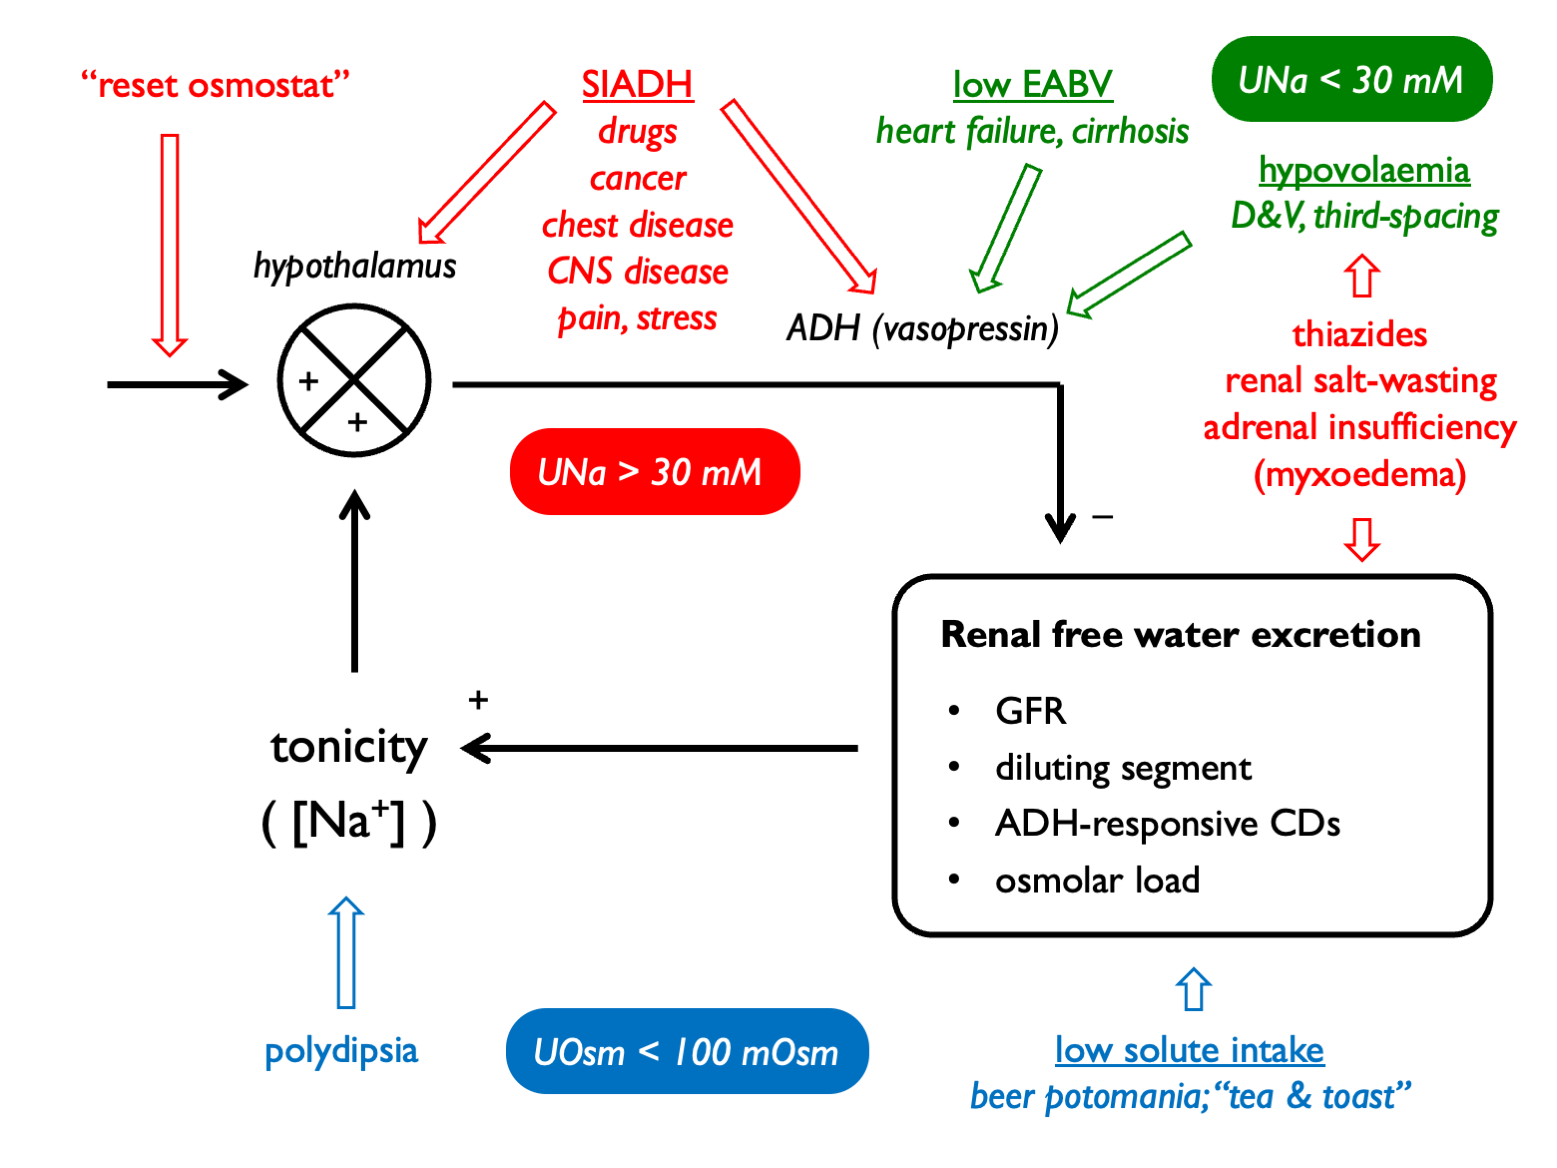 “reset osmostat”
SIADH
drugs
cancer
chest disease
CNS disease
pain, stress
low EABV
heart failure, cirrhosis
UNa < 30 mM
hypovolaemia
D&V, third-spacing
hypothalamus
+
+
ADH (vasopressin)
thiazides
renal salt-wasting
adrenal insufficiency
(myxoedema)
UNa > 30 mM
–
Renal free water excretion
• GFR
• diluting segment
• ADH-responsive CDs
• osmolar load
+
tonicity
( [Na⁺] )
polydipsia
UOsm < 100 mOsm
low solute intake
beer potomania; “tea & toast”